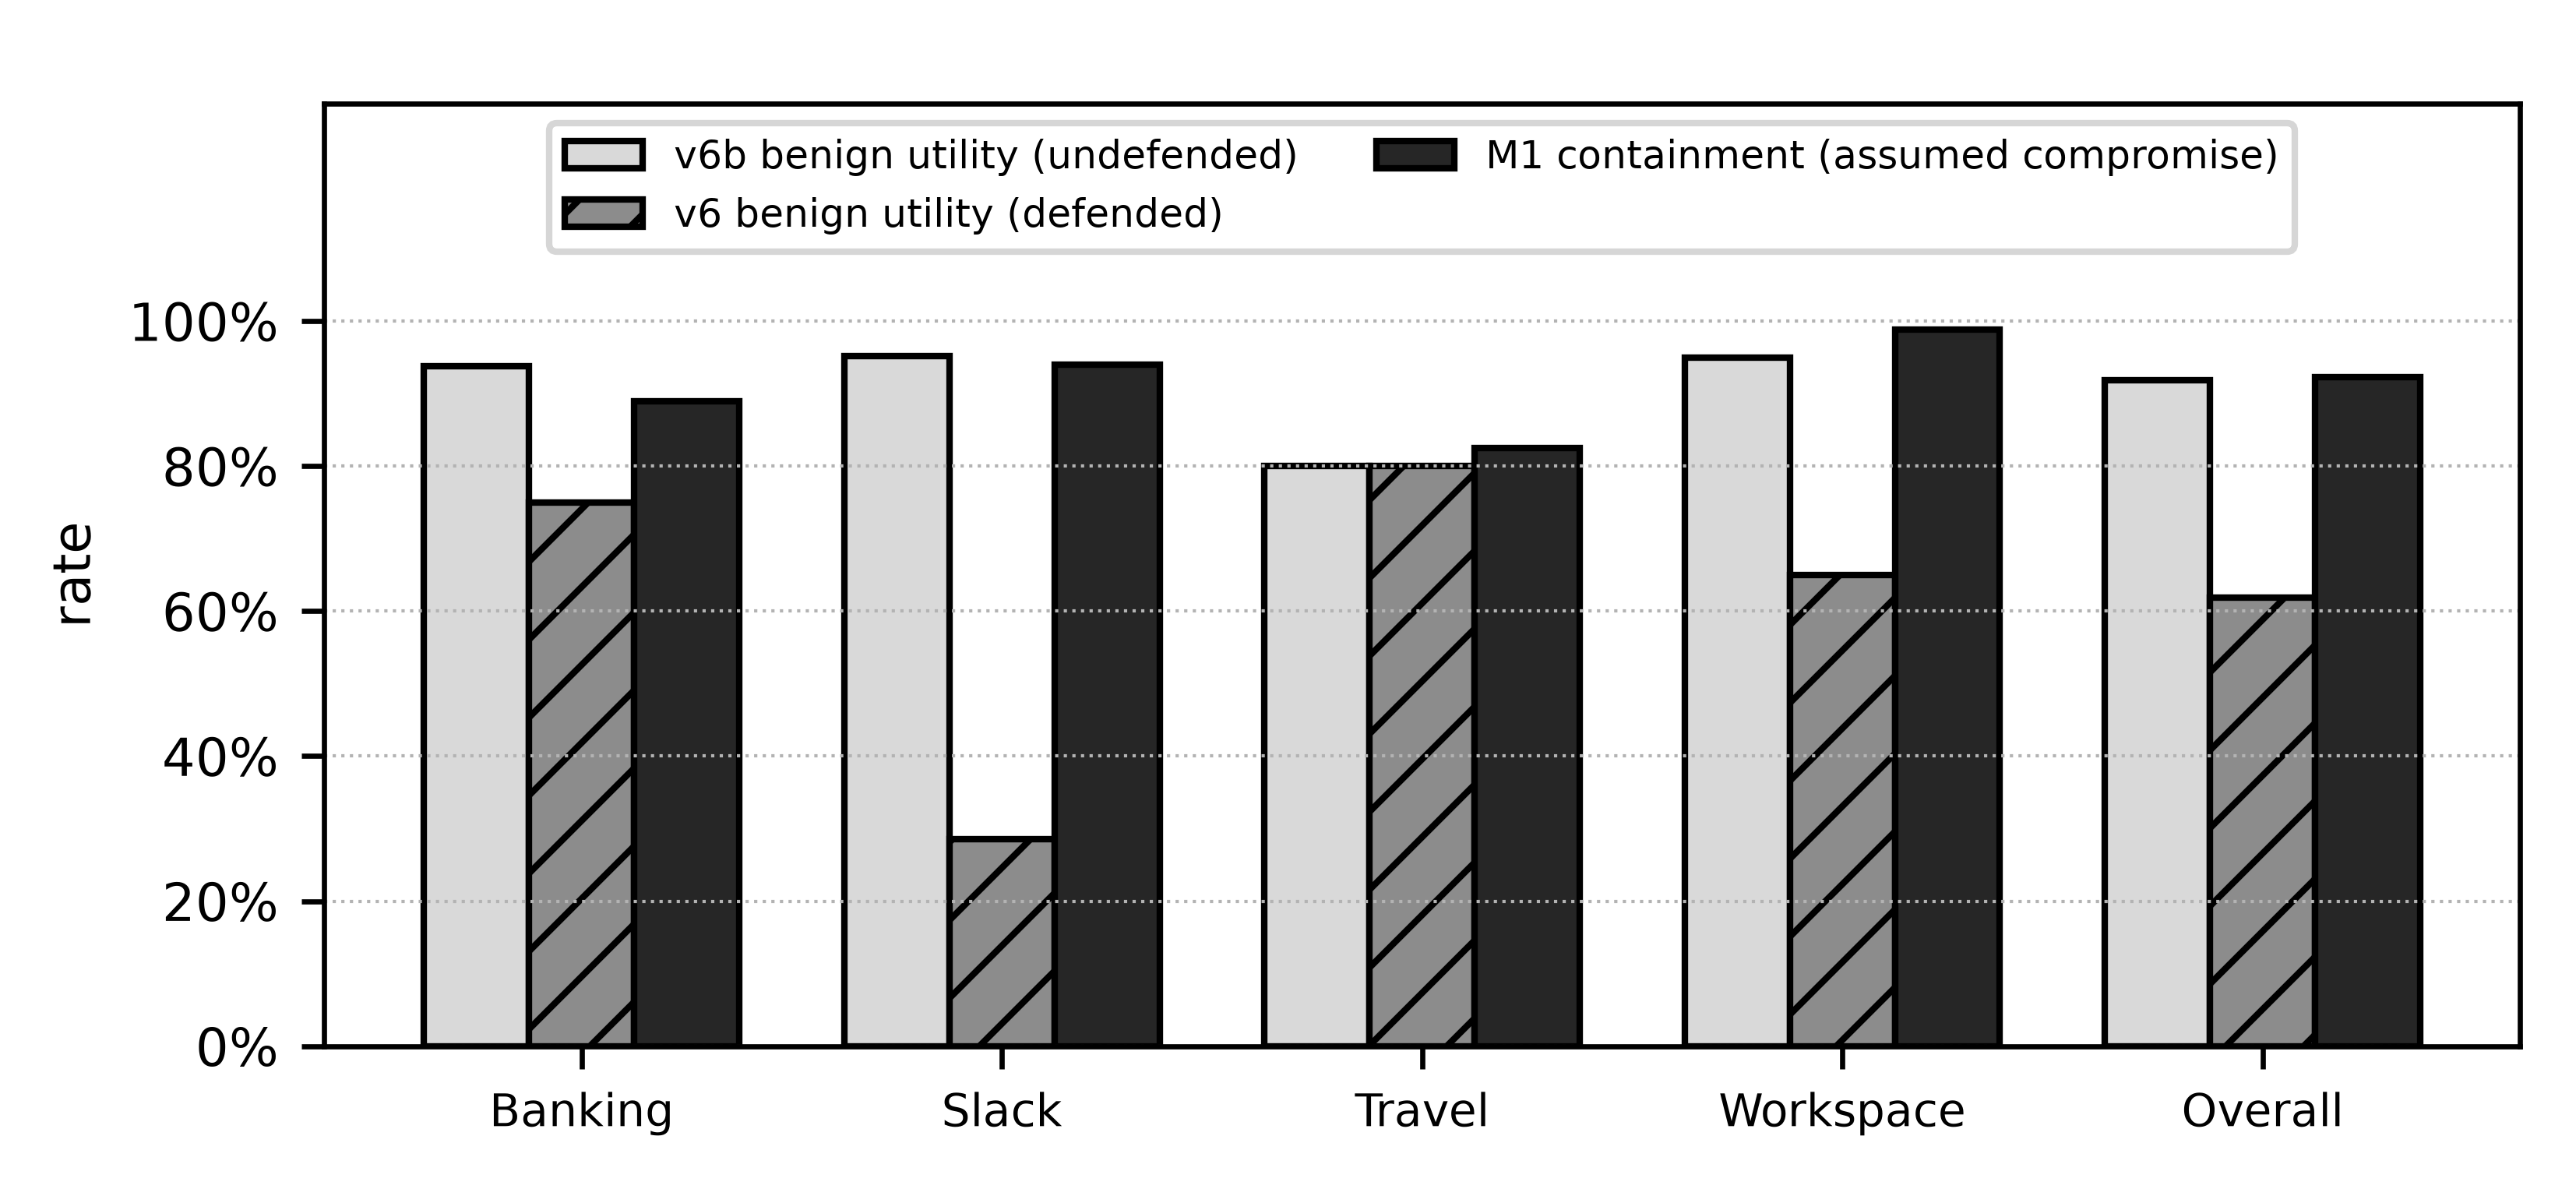 v6b benign utility (undefended)
v6 benign utility (defended)
M1 containment (assumed compromise)
100%
80%
60%
40%
20%
0%
rate
Banking
Slack
Travel
Workspace
Overall